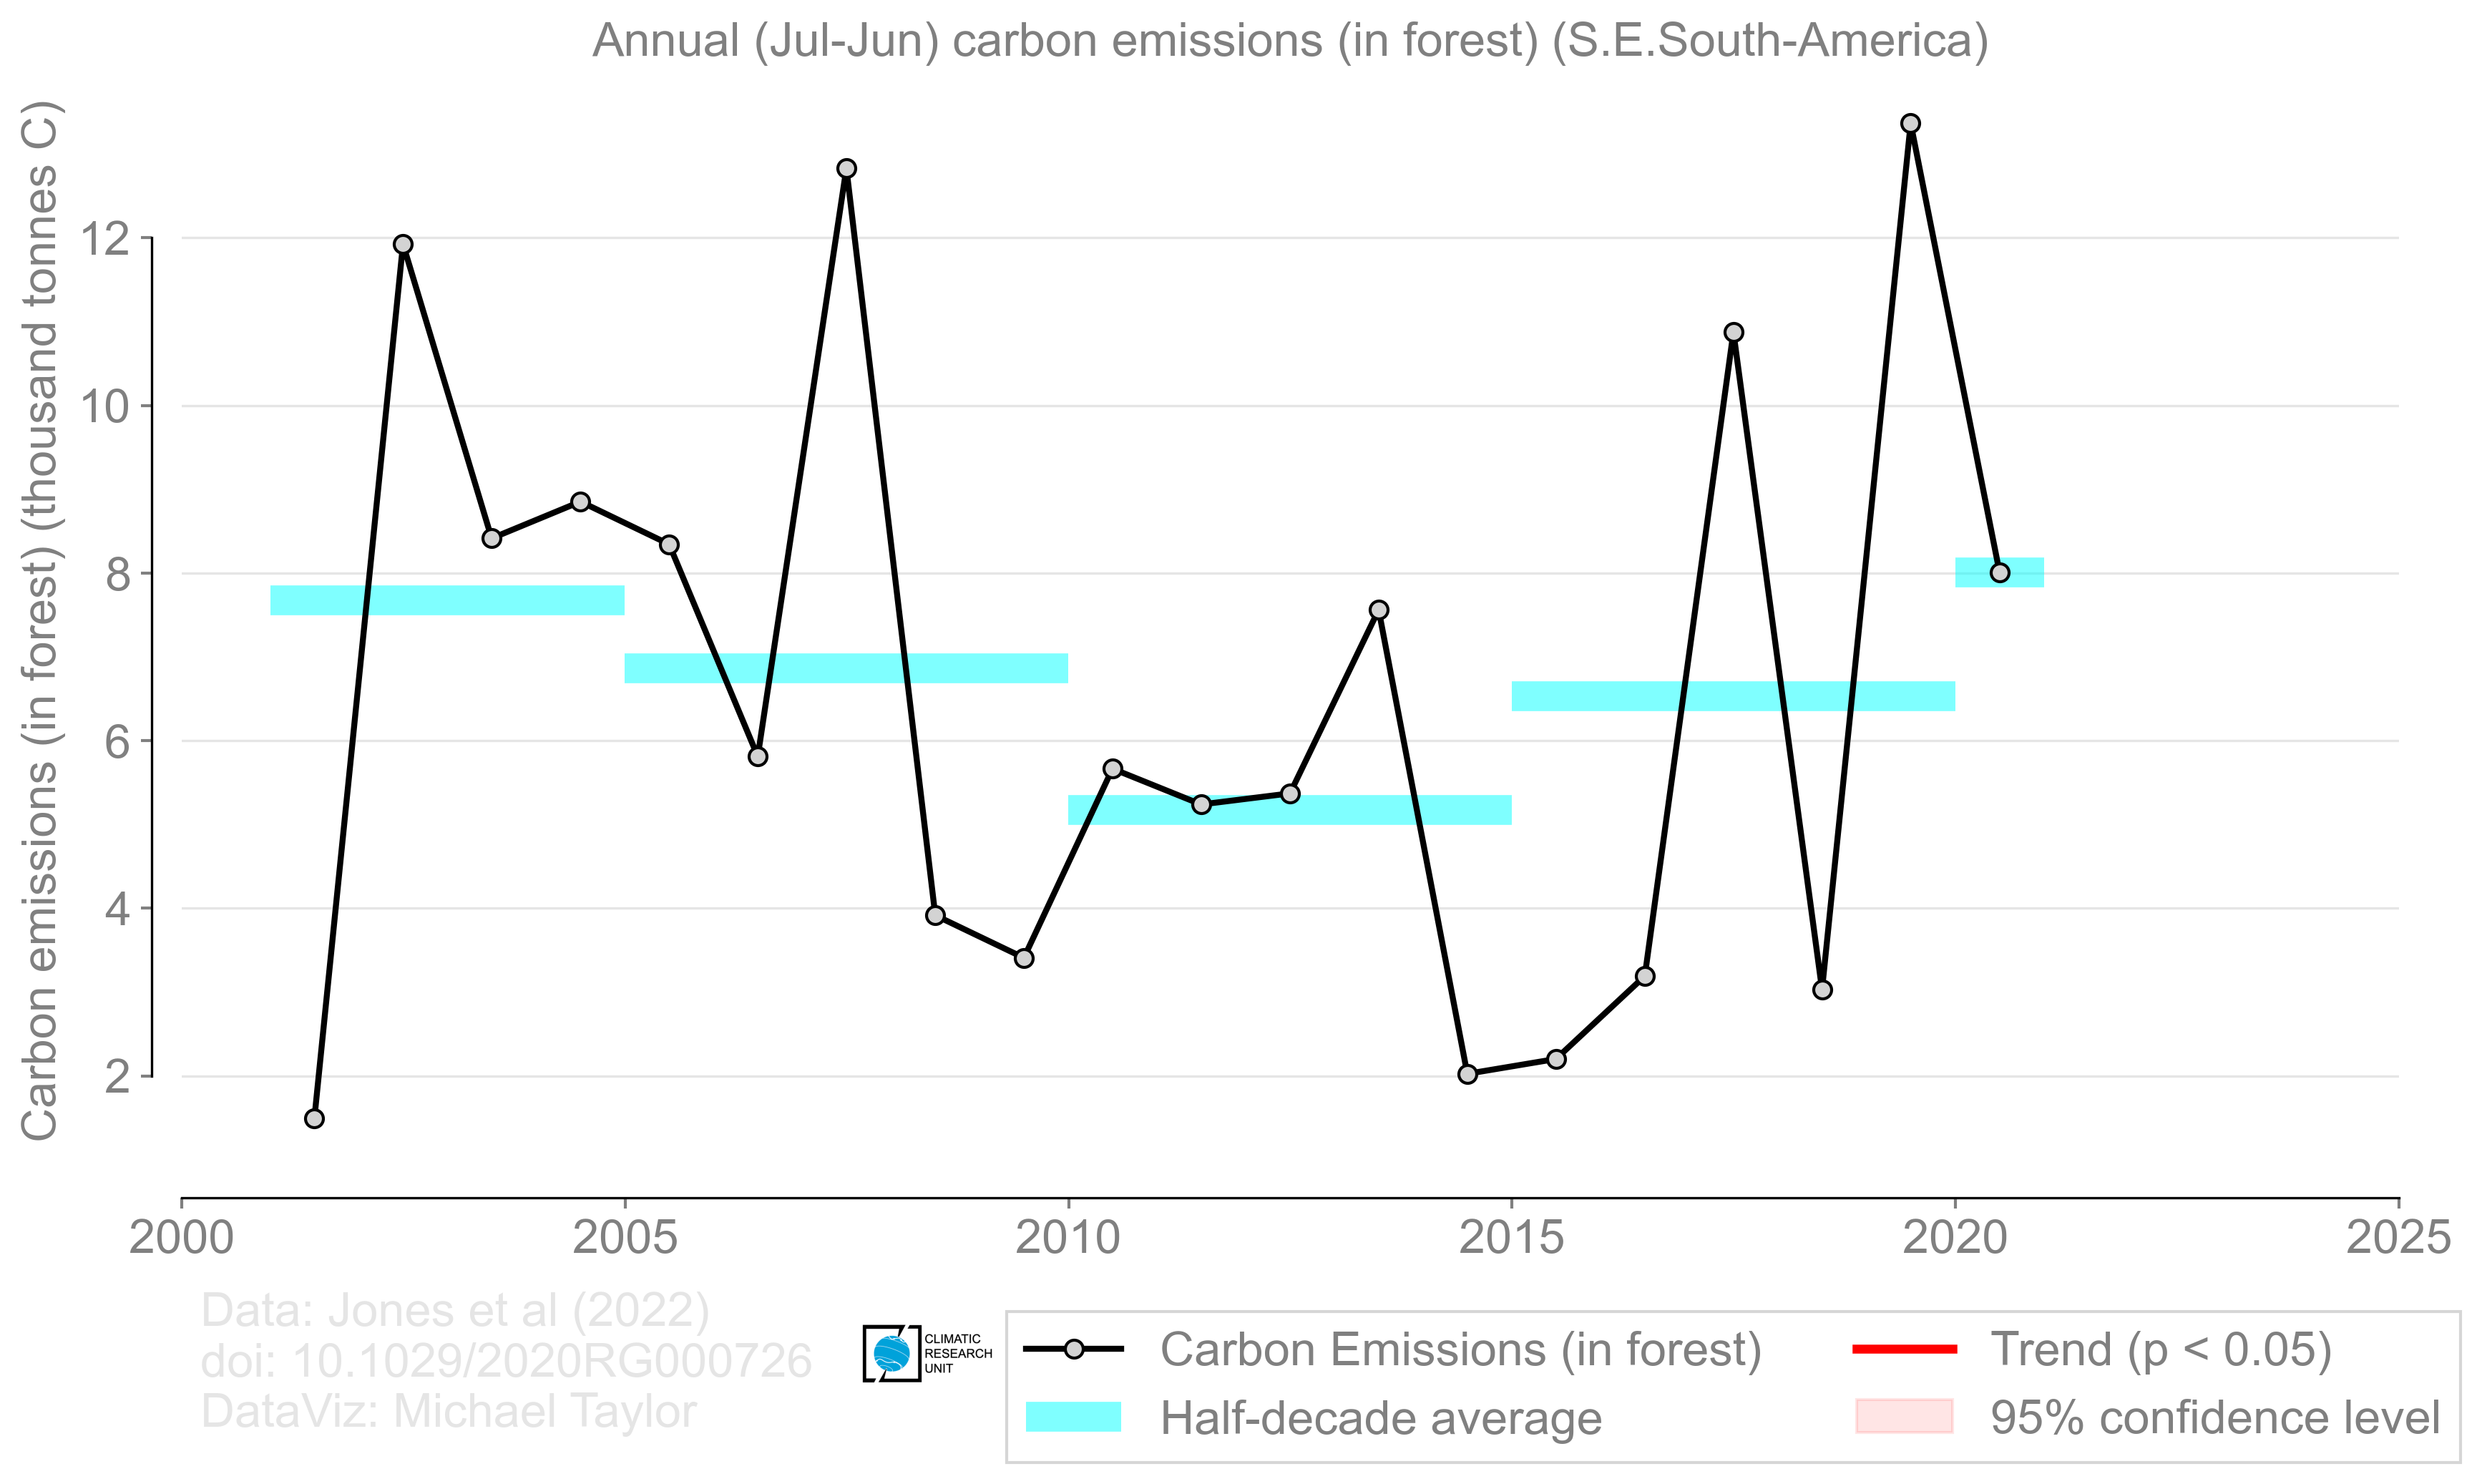 Annual (Jul-Jun) carbon emissions (in forest) (S.E.South-America)
Carbon emissions (in forest) (thousand tonnes C)
12
10
8
6
4
2
2000
2005
2010
2015
2020
2025
Data: Jones et al (2022)
doi: 10.1029/2020RG000726
DataViz: Michael Taylor
CLIMATIC
RESEARCH
UNIT
Carbon Emissions (in forest)
Half-decade average
Trend (p < 0.05)
95% confidence level